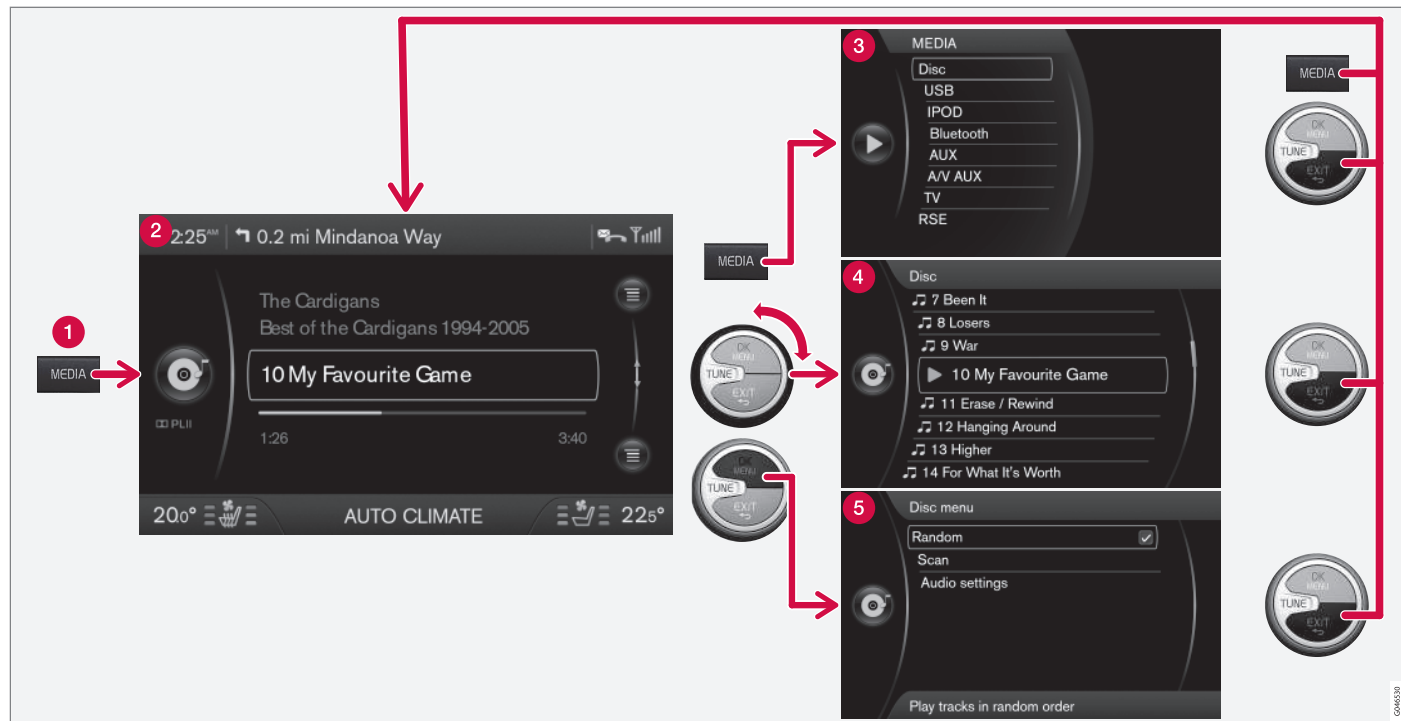 1
MEDIA
2
2:25AM
0.2 mi Mindanoa Way
The Cardigans
Best of the Cardigans 1994-2005
10 My Favourite Game
PLII
1:26
3:40
20.0°
AUTO CLIMATE
22.5°
MEDIA
OK
MENU
TUNE
EXIT
OK
MENU
TUNE
EXIT
3
MEDIA
Disc
USB
IPOD
Bluetooth
AUX
A/V AUX
TV
RSE
4
Disc
7 Been It
8 Losers
9 War
10 My Favourite Game
11 Erase / Rewind
12 Hanging Around
13 Higher
14 For What It's Worth
5
Disc menu
Random
Scan
Audio settings
Play tracks in random order
MEDIA
OK
MENU
TUNE
EXIT
OK
MENU
TUNE
EXIT
OK
MENU
TUNE
EXIT
G046530